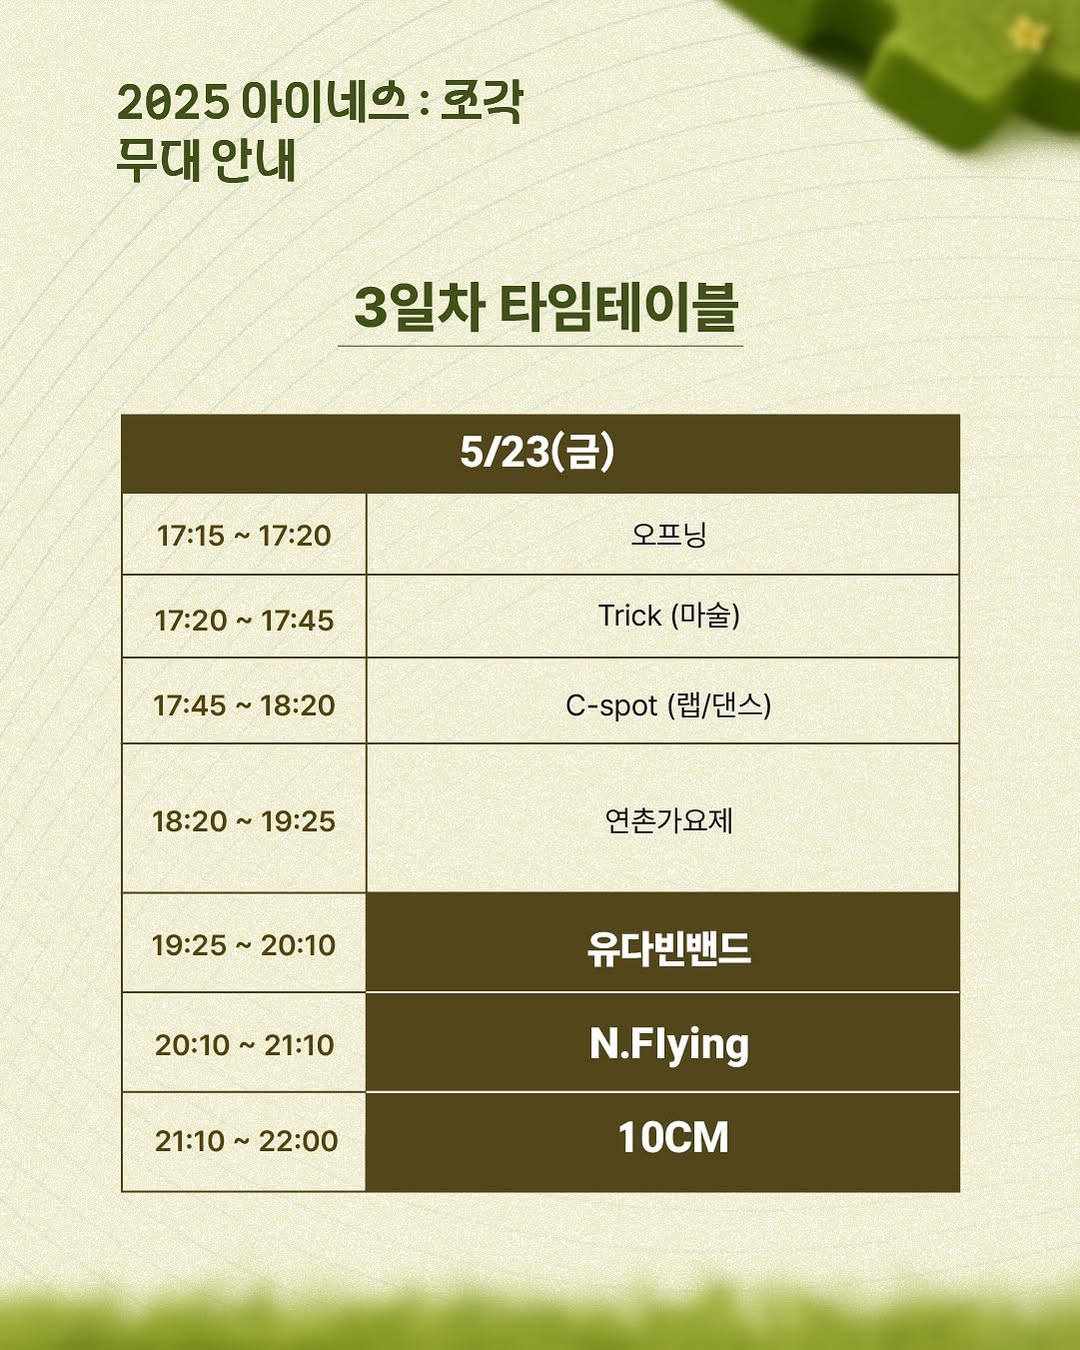 2025 아이네스 : 조각
무대 안내
3일차 타임테이블
5/23(금)
17:15 ~ 17:20 오프닝
17:20 ~ 17:45 Trick (마술)
17:45 ~ 18:20 C-spot (랩/댄스)
18:20 ~ 19:25 연촌가요제
19:25 ~ 20:10 유다빈밴드
20:10 ~ 21:10 N.Flying
21:10 ~ 22:00 10CM